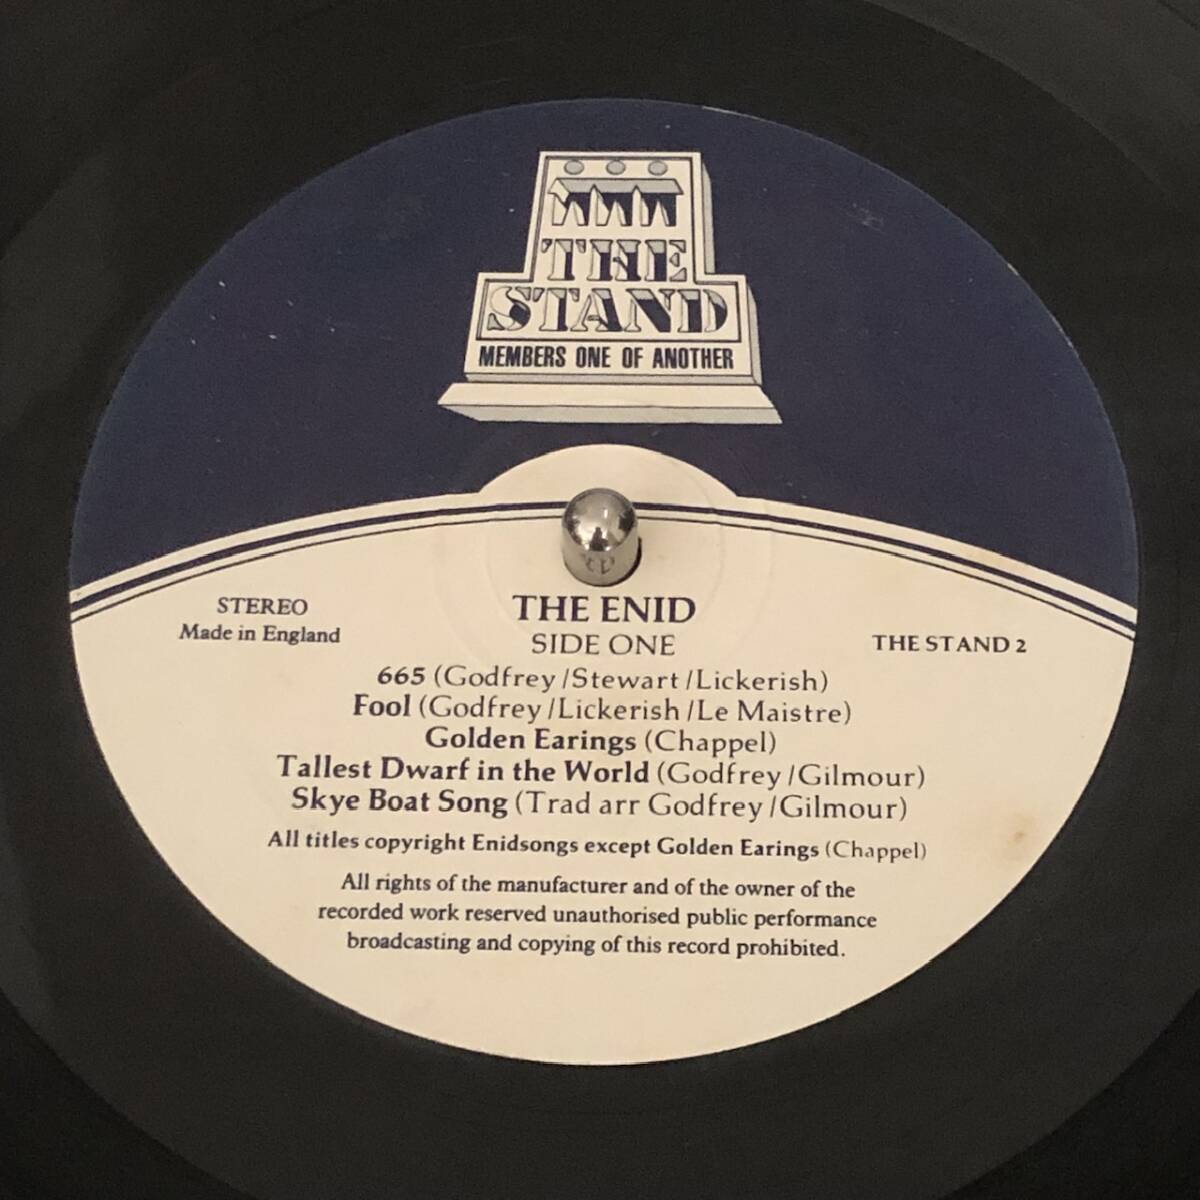 THE
STAND
MEMBERS ONE OF ANOTHER
STEREO
Made in England
THE ENID
SIDE ONE
THE STAND 2
665 (Godfrey/Stewart/Lickerish)
Fool (Godfrey/Lickerish/Le Maistre)
Golden Earings (Chappel)
Tallest Dwarf in the World (Godfrey/Gilmour)
Skye Boat Song (Trad arr Godfrey/Gilmour)
All titles copyright Enidsongs except Golden Earings (Chappel)
All rights of the manufacturer and of the owner of the
recorded work reserved unauthorised public performance
broadcasting and copying of this record prohibited.